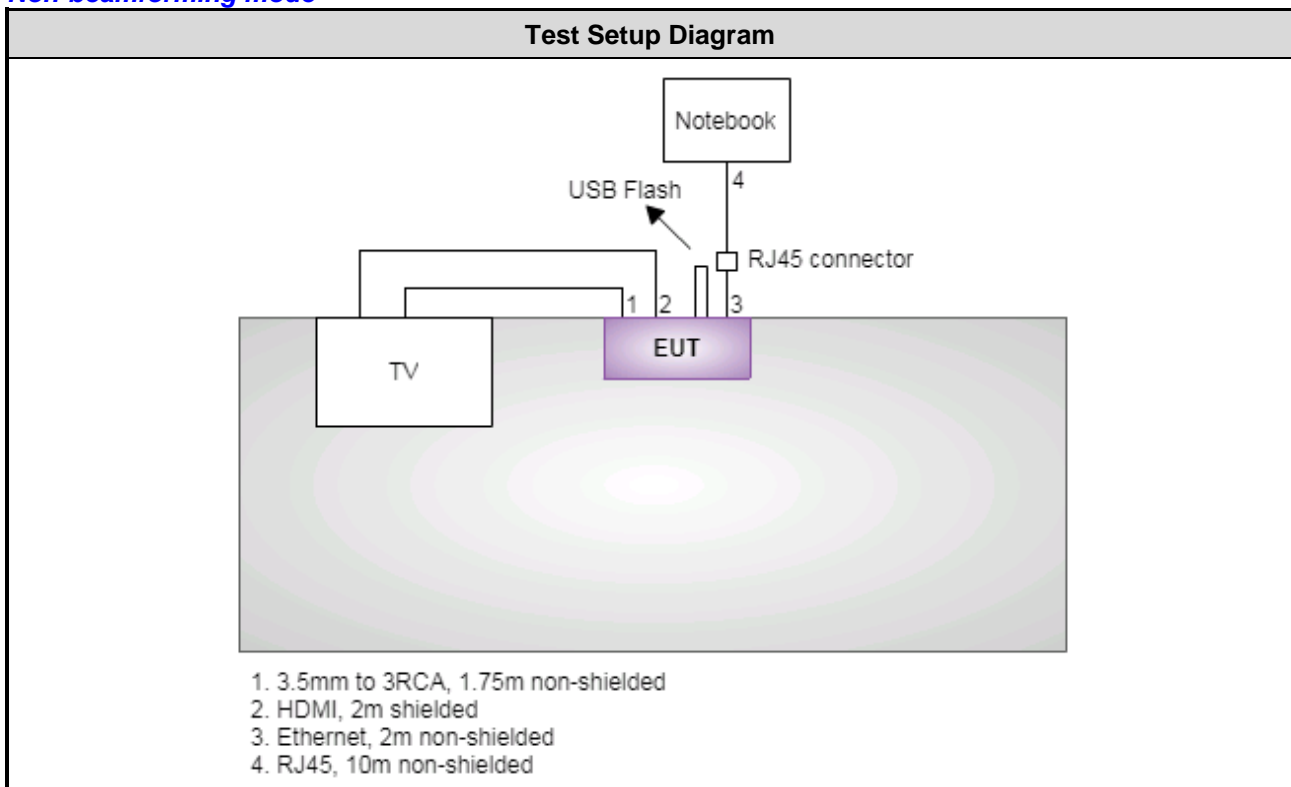 Non-beamforming mode
Test Setup Diagram
Notebook
4
USB Flash
RJ45 connector
1 2 3
EUT
TV
1. 3.5mm to 3RCA, 1.75m non-shielded
2. HDMI, 2m shielded
3. Ethernet, 2m non-shielded
4. RJ45, 10m non-shielded